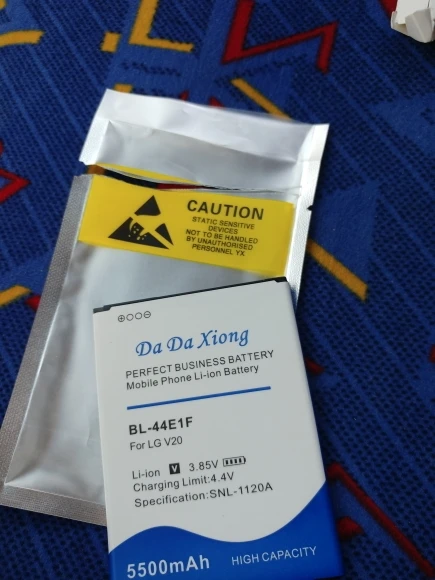 CAUTION
STATIC SENSITIVE
DEVICES
NOT TO BE HANDLED
BY UNAUTHORISED
PERSONNEL YX
Da Da Xiong
PERFECT BUSINESS BATTERY
Mobile Phone Li-ion Battery
BL-44E1F
For LG V20
Li-ion V 3.85V
Charging Limit:4.4V
Specification:SNL-1120A
5500mAh HIGH CAPACITY